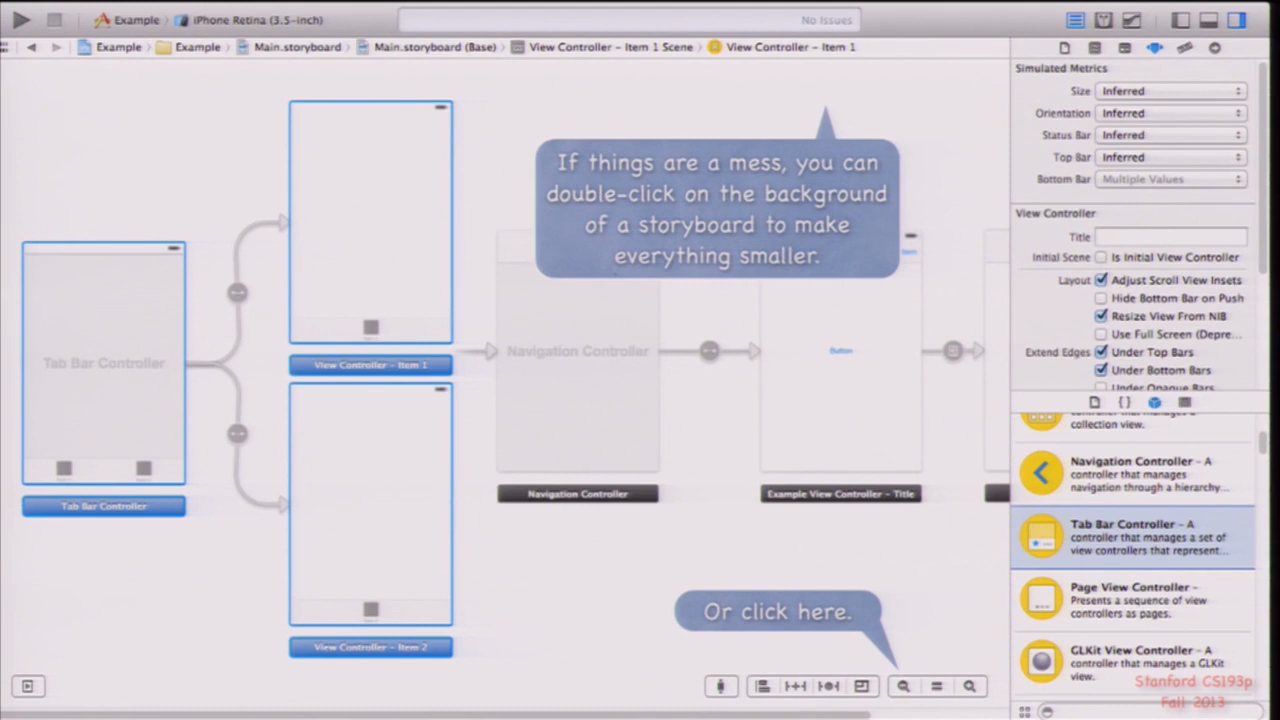 Example
iPhone Retina (3.5-inch)
No Issues
Example
Example
Main.storyboard
Main.storyboard (Base)
View Controller – Item 1 Scene
View Controller – Item 1
Simulated Metrics
Size Inferred
Orientation Inferred
Status Bar Inferred
Top Bar Inferred
Bottom Bar Multiple Values
View Controller
Title
Initial Scene Is Initial View Controller
Layout Adjust Scroll View Insets
Hide Bottom Bar on Push
Resize View From NIB
Use Full Screen (Depre...
Extend Edges Under Top Bars
Under Bottom Bars
Under Opaque Bars
If things are a mess, you can
double-click on the background
of a storyboard to make
everything smaller.
Item
Tab Bar Controller
Tab Bar Controller
View Controller – Item 1
View Controller – Item 2
Navigation Controller
Navigation Controller
Button
Example View Controller – Title
Or click here.
controller that manages a
collection view.
Navigation Controller – A
controller that manages
navigation through a hierarchy...
Tab Bar Controller – A
controller that manages a set of
view controllers that represent...
Page View Controller –
Presents a sequence of view
controllers as pages.
GLKit View Controller – A
controller that manages a GLKit
view.
Stanford CS193p
Fall 2013